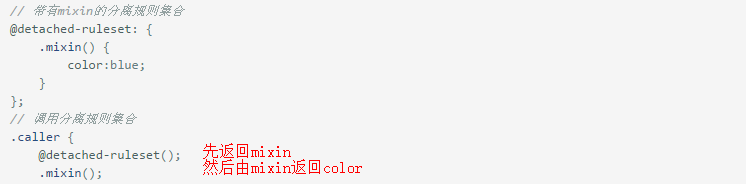 // 带有mixin的分离规则集合
@detached-ruleset: {
    .mixin() {
        color:blue;
    }
};
// 调用分离规则集合
.caller {
    @detached-ruleset(); 先返回mixin
    .mixin(); 然后由mixin返回color